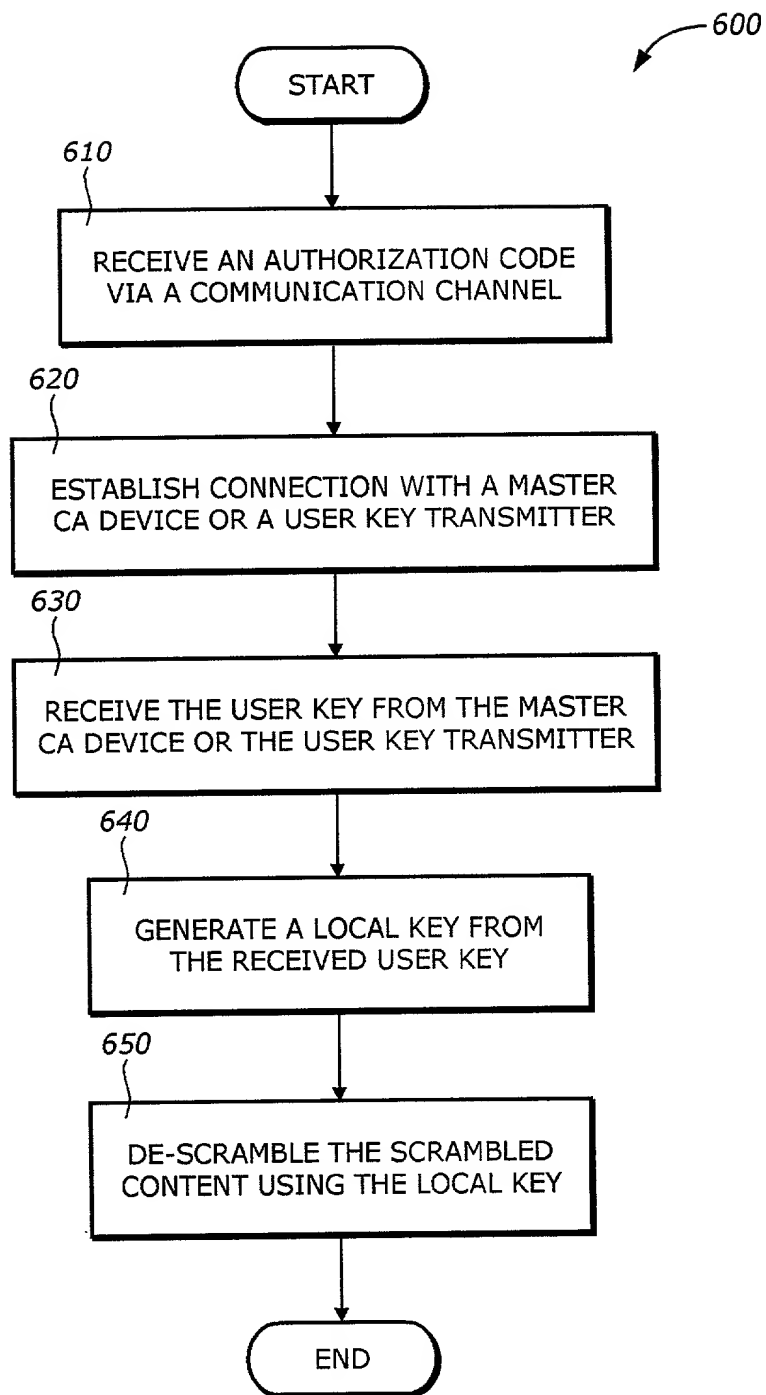 600
START
610
RECEIVE AN AUTHORIZATION CODE
VIA A COMMUNICATION CHANNEL
620
ESTABLISH CONNECTION WITH A MASTER
CA DEVICE OR A USER KEY TRANSMITTER
630
RECEIVE THE USER KEY FROM THE MASTER
CA DEVICE OR THE USER KEY TRANSMITTER
640
GENERATE A LOCAL KEY FROM
THE RECEIVED USER KEY
650
DE-SCRAMBLE THE SCRAMBLED
CONTENT USING THE LOCAL KEY
END